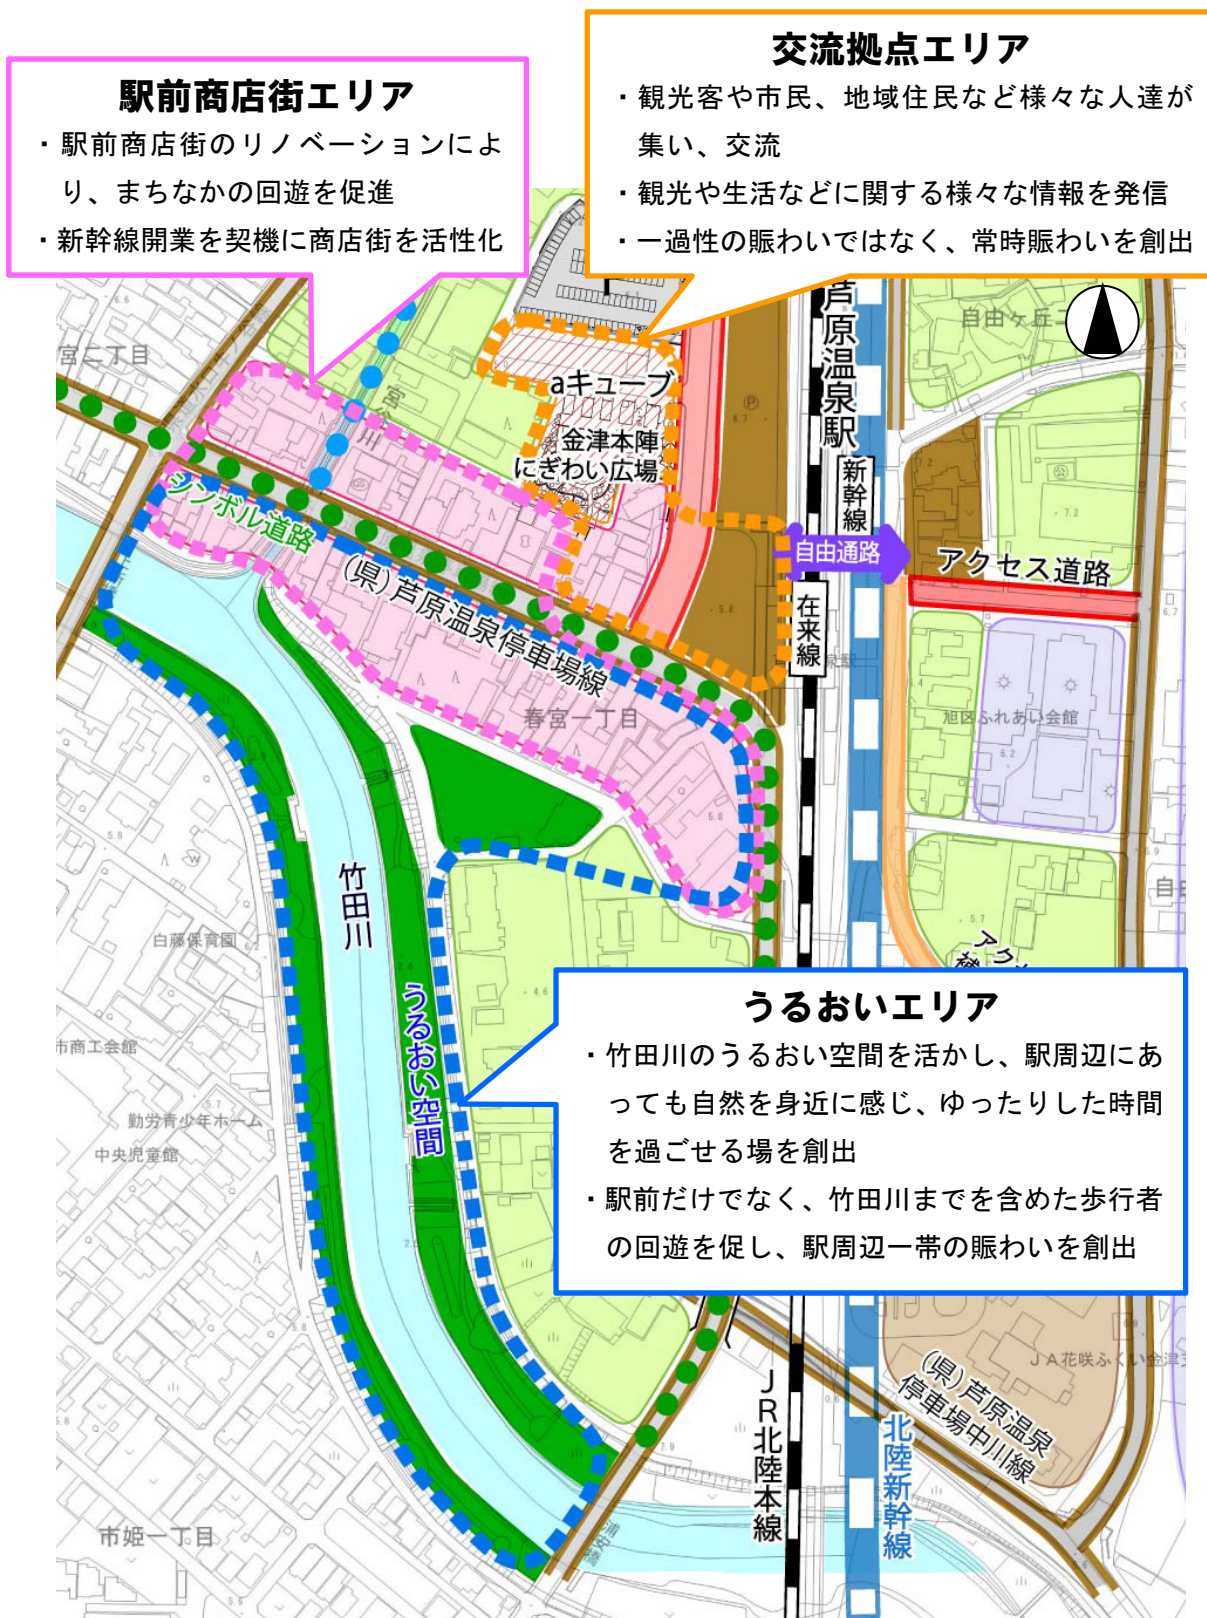 交流拠点エリア
・観光客や市民、地域住民など様々な人達が
集い、交流
・観光や生活などに関する様々な情報を発信
・一過性の賑わいではなく、常時賑わいを創出
駅前商店街エリア
・駅前商店街のリノベーションによ
り、まちなかの回遊を促進
・新幹線開業を契機に商店街を活性化
芦原温泉駅
自由ヶ丘二
宮二丁目
宮谷川
aキューブ
金津本陣
にぎわい広場
新幹線
自由通路
アクセス道路
在来線
シンボル道路
(県)芦原温泉停車場線
春宮一丁目
旭区ふれあい会館
竹田川
白藤保育園
うるおい空間
市商工会館
勤労青少年ホーム
中央児童館
うるおいエリア
・竹田川のうるおい空間を活かし、駅周辺にあ
っても自然を身近に感じ、ゆったりした時間
を過ごせる場を創出
・駅前だけでなく、竹田川までを含めた歩行者
の回遊を促し、駅周辺一帯の賑わいを創出
JA花咲ふくい金津支
(県)芦原温泉
停車場中川線
JR北陸本線
北陸新幹線
市姫一丁目